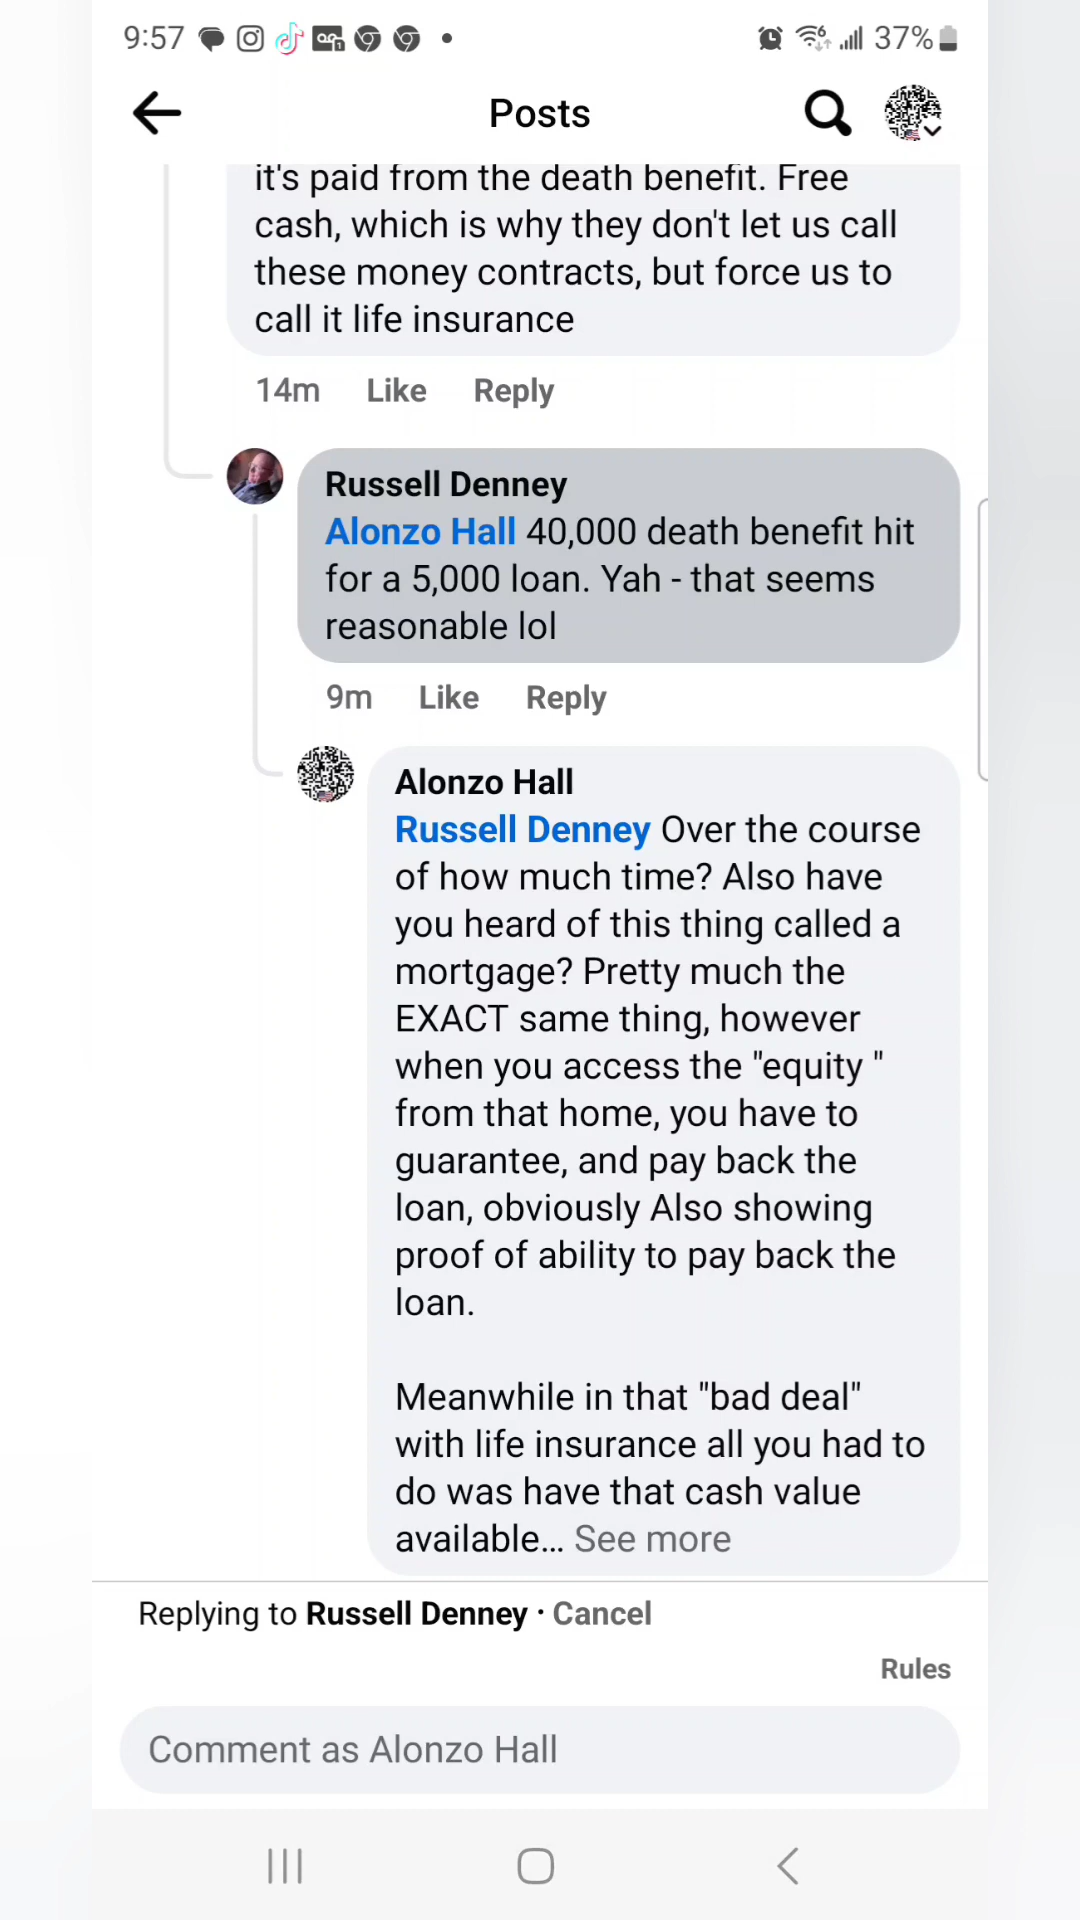 9:57 37%
Posts
it's paid from the death benefit. Free
cash, which is why they don't let us call
these money contracts, but force us to
call it life insurance
14m Like Reply
Russell Denney
Alonzo Hall 40,000 death benefit hit
for a 5,000 loan. Yah - that seems
reasonable lol
9m Like Reply
Alonzo Hall
Russell Denney Over the course
of how much time? Also have
you heard of this thing called a
mortgage? Pretty much the
EXACT same thing, however
when you access the "equity "
from that home, you have to
guarantee, and pay back the
loan, obviously Also showing
proof of ability to pay back the
loan.
Meanwhile in that "bad deal"
with life insurance all you had to
do was have that cash value
available... See more
Replying to Russell Denney · Cancel
Rules
Comment as Alonzo Hall